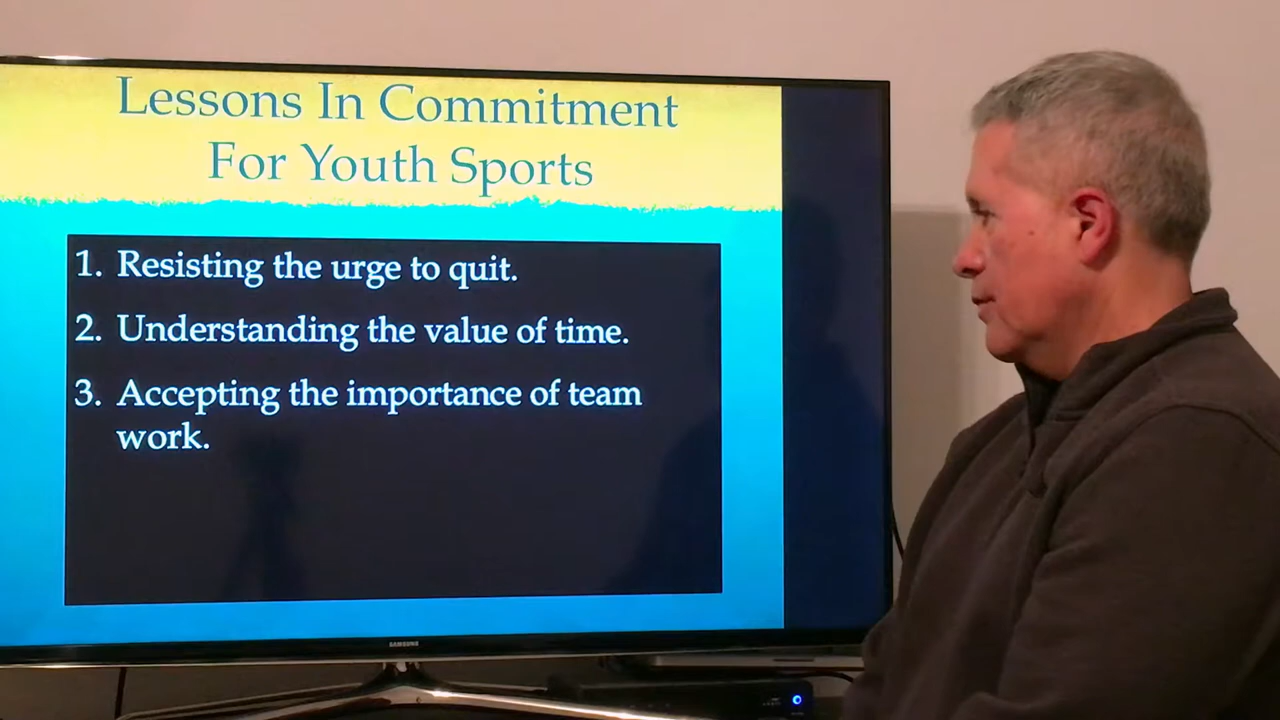 Lessons In Commitment
For Youth Sports
1. Resisting the urge to quit.
2. Understanding the value of time.
3. Accepting the importance of team
work.
SAMSUNG